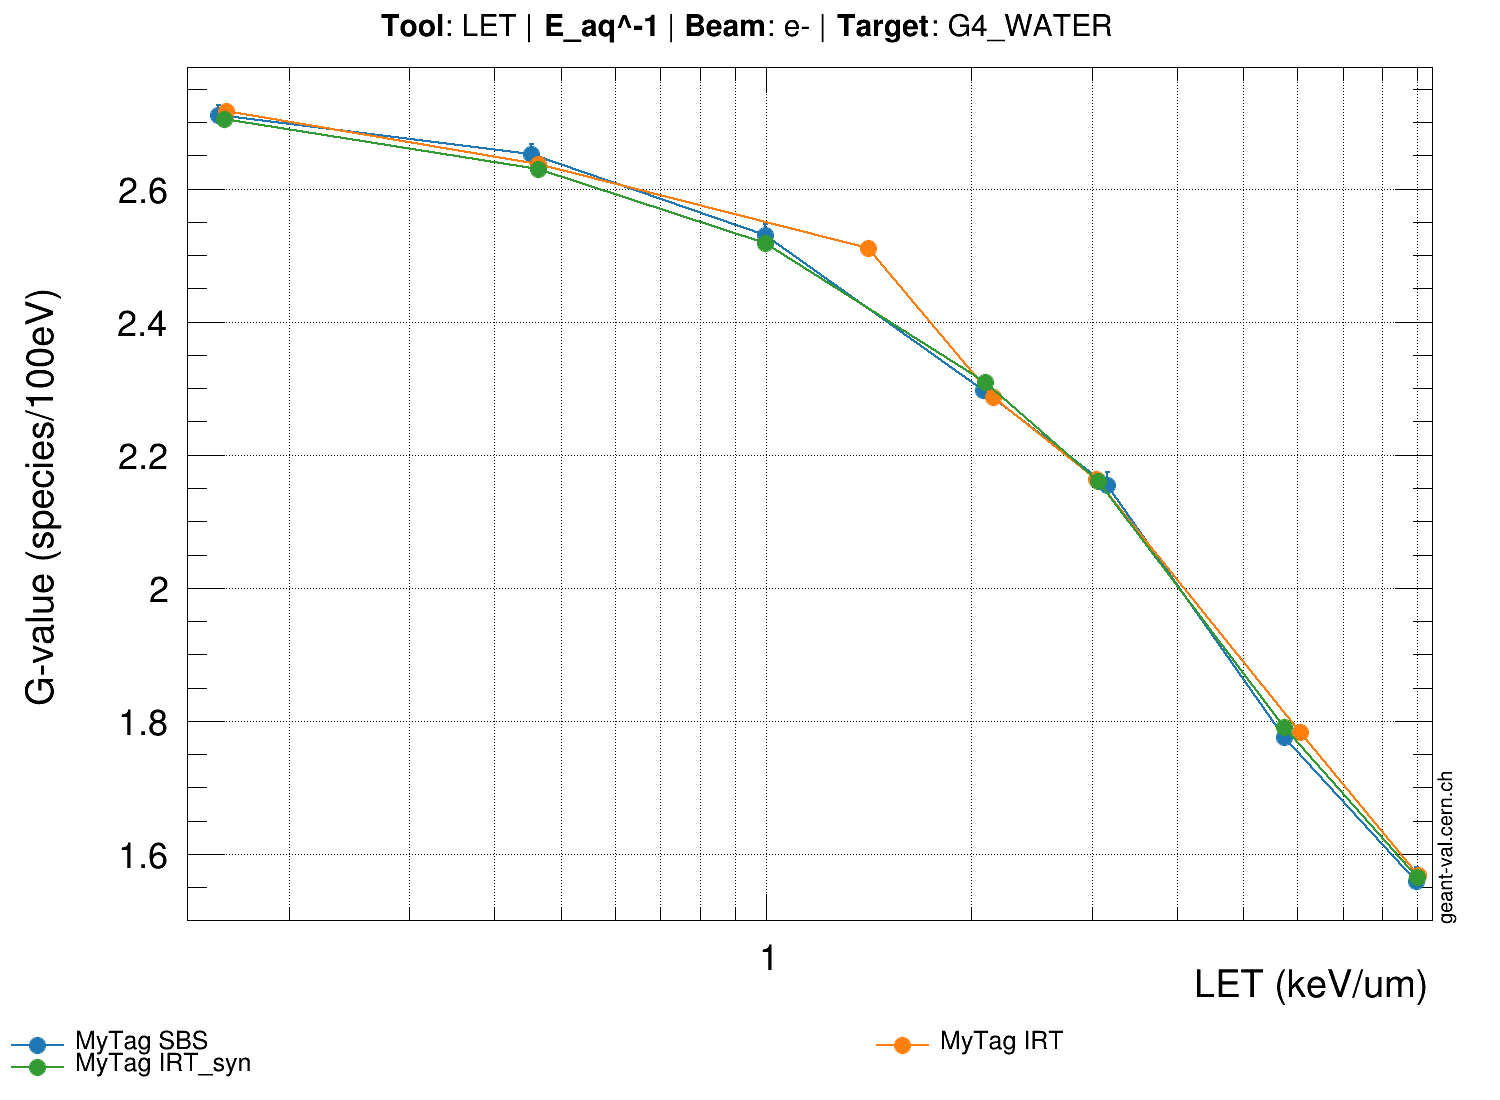 Tool: LET | E_aq^-1 | Beam: e- | Target: G4_WATER
G-value (species/100eV)
2.6
2.4
2.2
2
1.8
1.6
1
LET (keV/um)
geant-val.cern.ch
MyTag SBS
MyTag IRT
MyTag IRT_syn